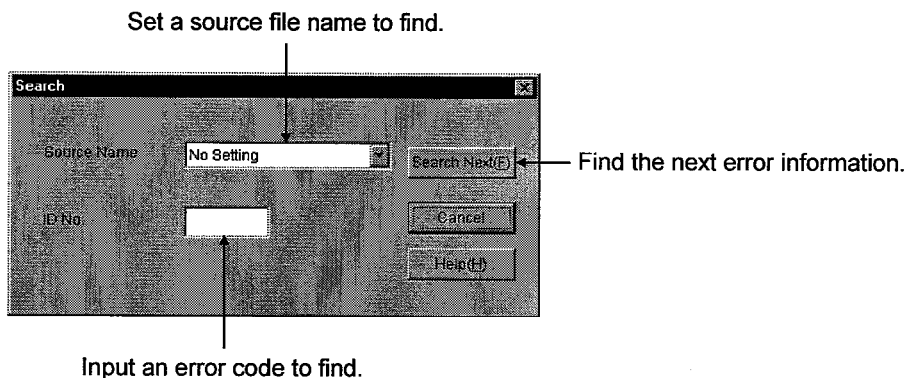 Set a source file name to find.
Search
Source Name
No Setting
Search Next(F)
Find the next error information.
ID No.
Cancel
Help(H)
Input an error code to find.